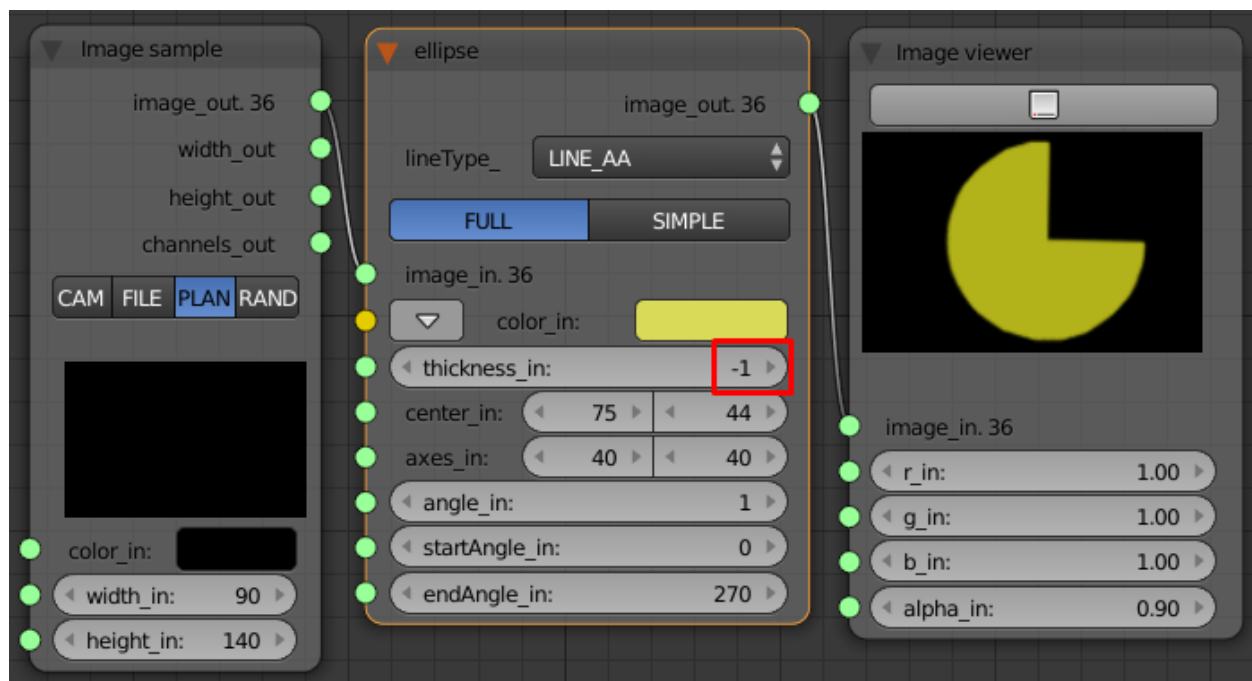 Image sample
image_out. 36
width_out
height_out
channels_out
CAM FILE PLAN RAND
color_in:
width_in: 90
height_in: 140
ellipse
image_out. 36
lineType_ LINE_AA
FULL SIMPLE
image_in. 36
color_in:
thickness_in: -1
center_in: 75 44
axes_in: 40 40
angle_in: 1
startAngle_in: 0
endAngle_in: 270
Image viewer
image_in. 36
r_in: 1.00
g_in: 1.00
b_in: 1.00
alpha_in: 0.90